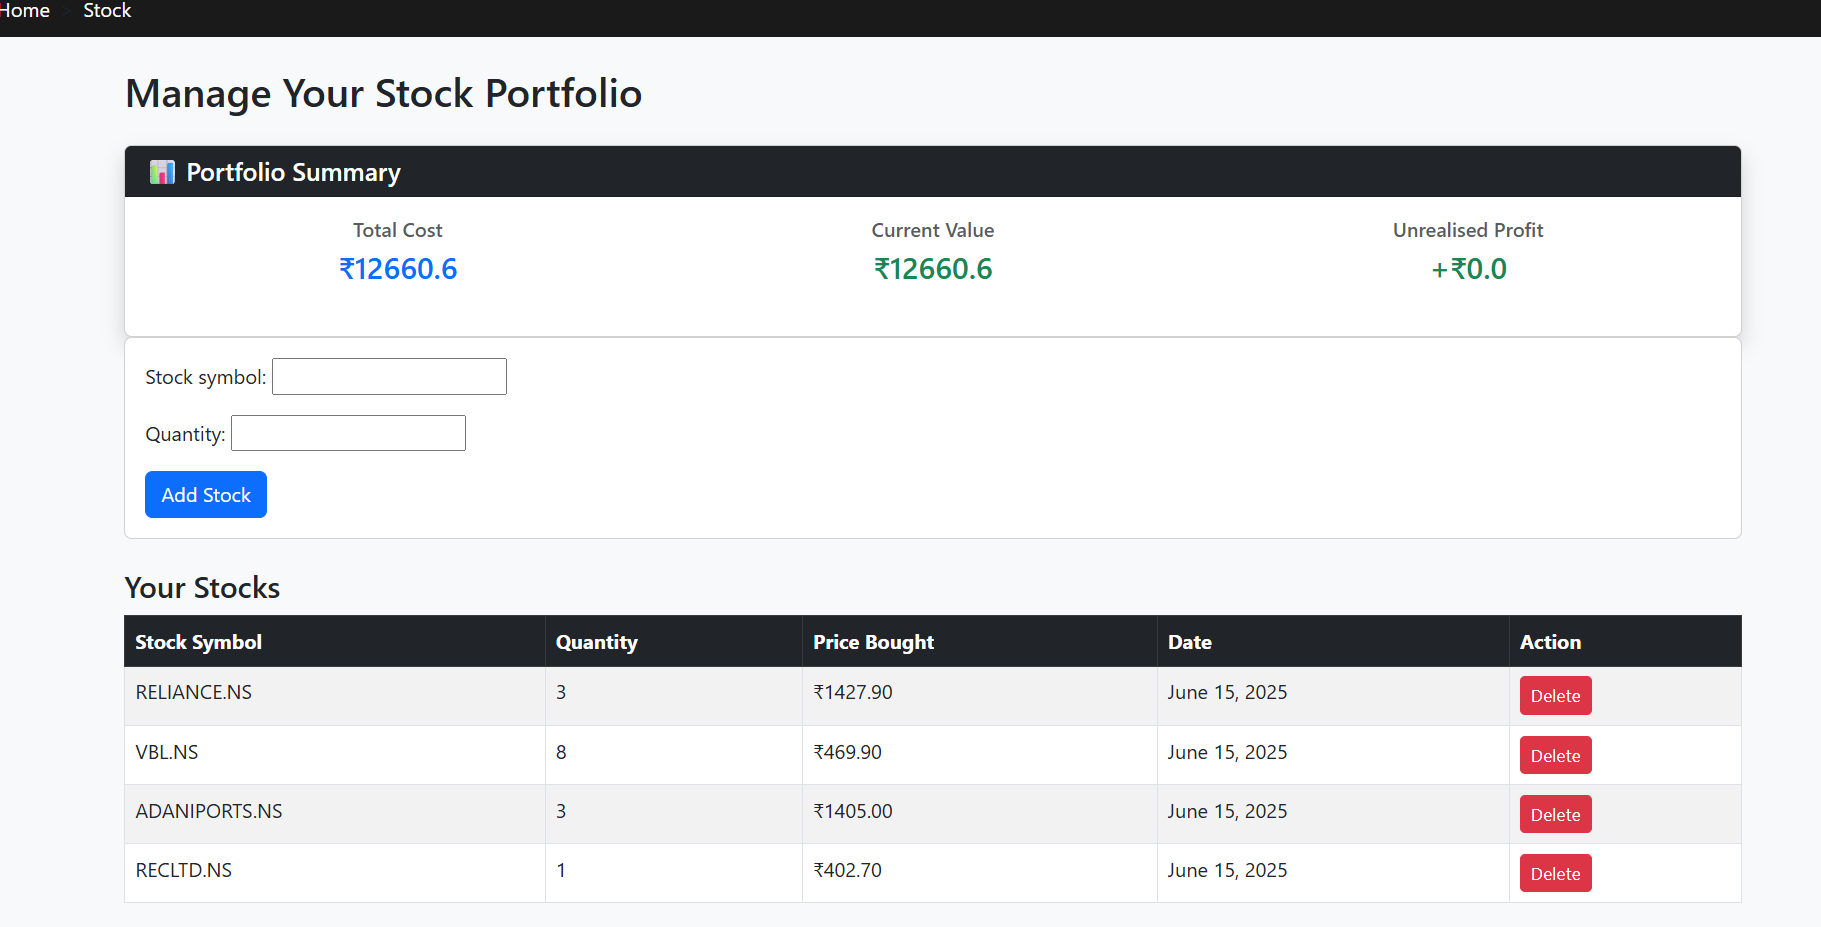 Home > Stock
Manage Your Stock Portfolio
Portfolio Summary
Total Cost Current Value Unrealised Profit
₹12660.6 ₹12660.6 +₹0.0
Stock symbol:
Quantity:
Add Stock
Your Stocks
Stock Symbol Quantity Price Bought Date Action
RELIANCE.NS 3 ₹1427.90 June 15, 2025 Delete
VBL.NS 8 ₹469.90 June 15, 2025 Delete
ADANIPORTS.NS 3 ₹1405.00 June 15, 2025 Delete
RECLTD.NS 1 ₹402.70 June 15, 2025 Delete